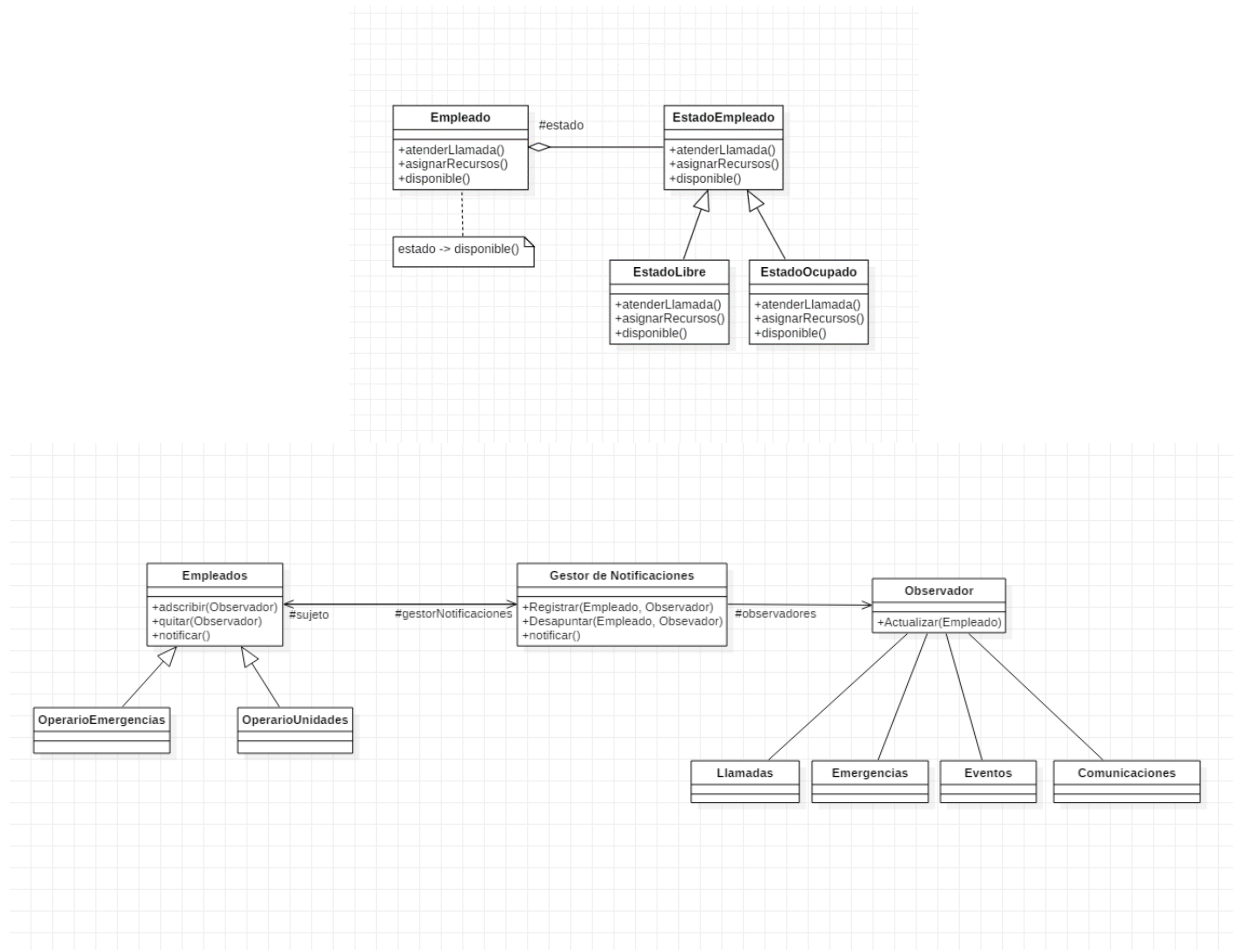 Empleado
+atenderLlamada()
+asignarRecursos()
+disponible()
#estado
EstadoEmpleado
+atenderLlamada()
+asignarRecursos()
+disponible()
estado -> disponible()
EstadoLibre
+atenderLlamada()
+asignarRecursos()
+disponible()
EstadoOcupado
+atenderLlamada()
+asignarRecursos()
+disponible()
Empleados
+adscribir(Observador)
+quitar(Observador)
+notificar()
#sujeto
#gestorNotificaciones
Gestor de Notificaciones
+Registrar(Empleado, Observador)
+Desapuntar(Empleado, Obsevador)
+notificar()
#observadores
Observador
+Actualizar(Empleado)
OperarioEmergencias
OperarioUnidades
Llamadas
Emergencias
Eventos
Comunicaciones